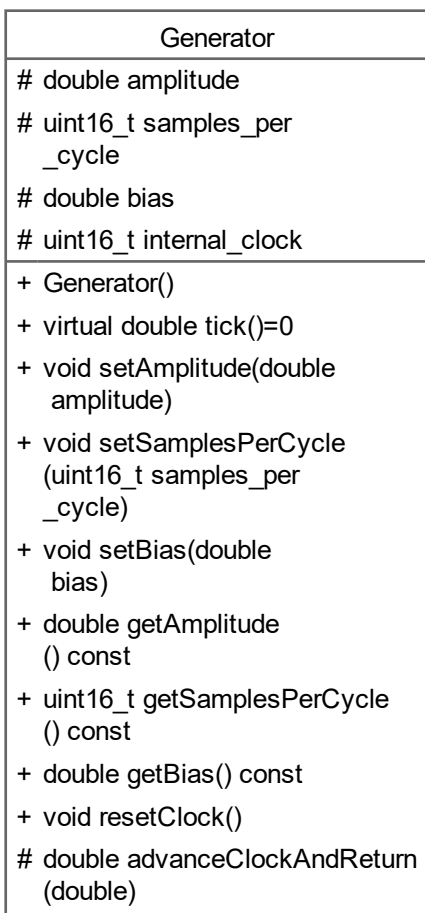 Generator
# double amplitude
# uint16_t samples_per
_cycle
# double bias
# uint16_t internal_clock
+ Generator()
+ virtual double tick()=0
+ void setAmplitude(double
amplitude)
+ void setSamplesPerCycle
(uint16_t samples_per
_cycle)
+ void setBias(double
bias)
+ double getAmplitude
() const
+ uint16_t getSamplesPerCycle
() const
+ double getBias() const
+ void resetClock()
# double advanceClockAndReturn
(double)